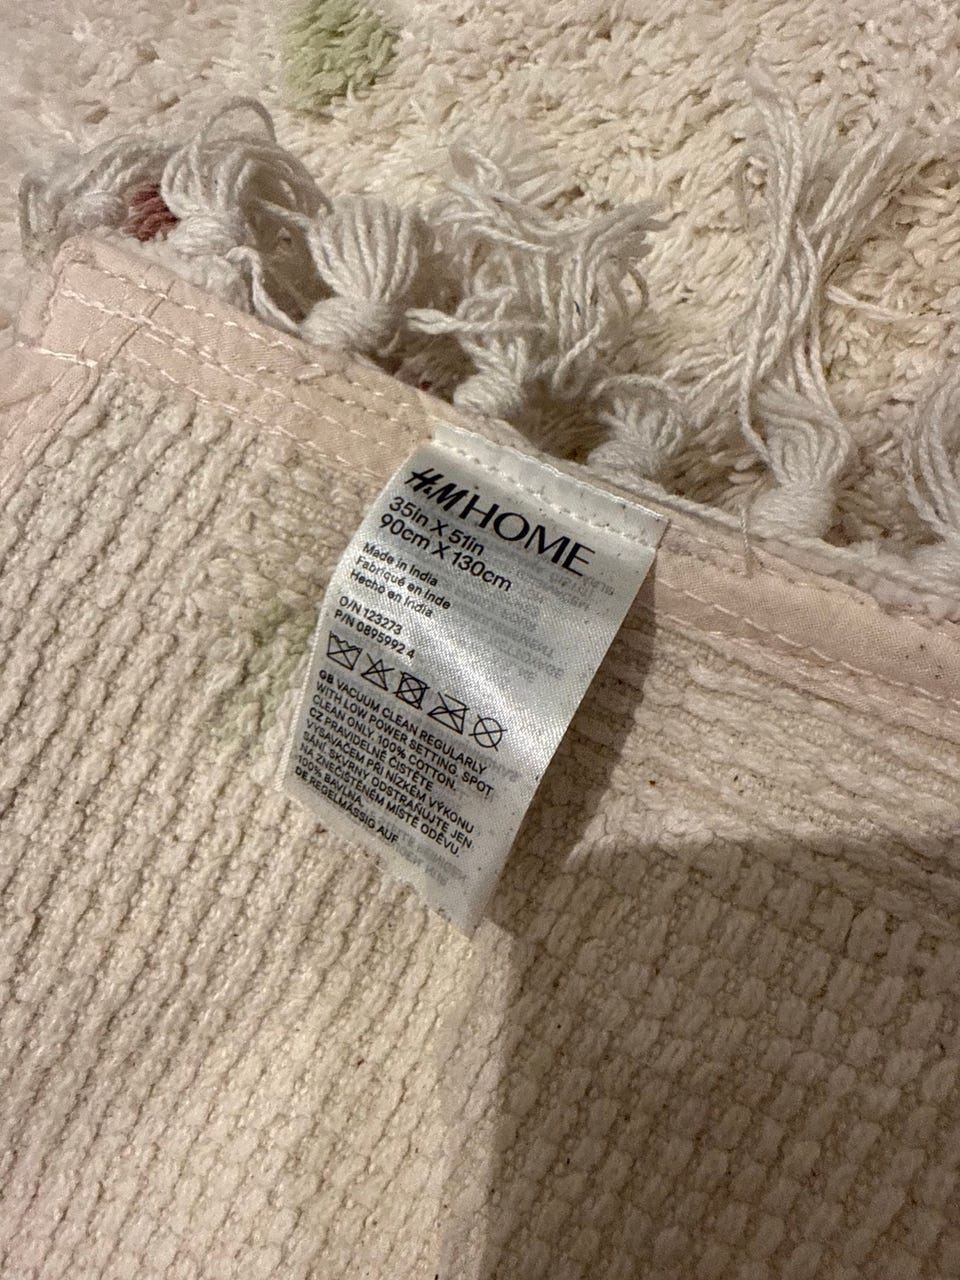 H&M HOME
35in X 51in
90cm X 130cm
Made in India
Fabriqué en Inde
Hecho en India
O/N 123273
P/N 0895992 4
GB VACUUM CLEAN REGULARLY
WITH LOW POWER SETTING. SPOT
CLEAN ONLY. 100% COTTON.
CZ PRAVIDELNĚ ČISTĚTE
VYSAVAČEM PŘI NÍZKÉM VÝKONU
SÁNÍ. SKVRNY ODSTRAŇUJTE JEN
NA ZNEČIŠTĚNÉM MÍSTĚ ODĚVU.
100% BAVLNA.
DE REGELMÄSSIG AUF